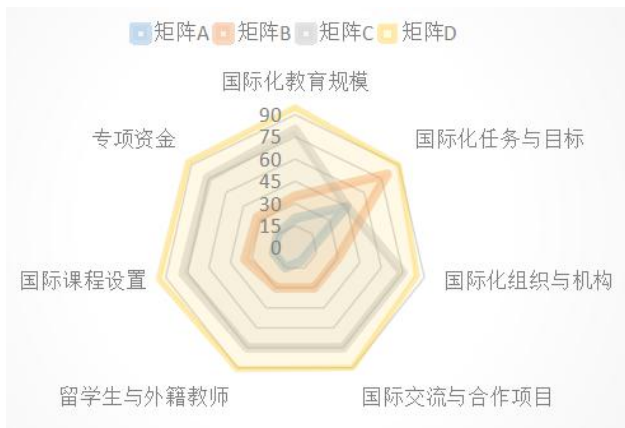 矩阵A 矩阵B 矩阵C 矩阵D
国际化教育规模
90
专项资金
75
国际化任务与目标
60
45
30
15
0
国际课程设置
国际化组织与机构
留学生与外籍教师
国际交流与合作项目